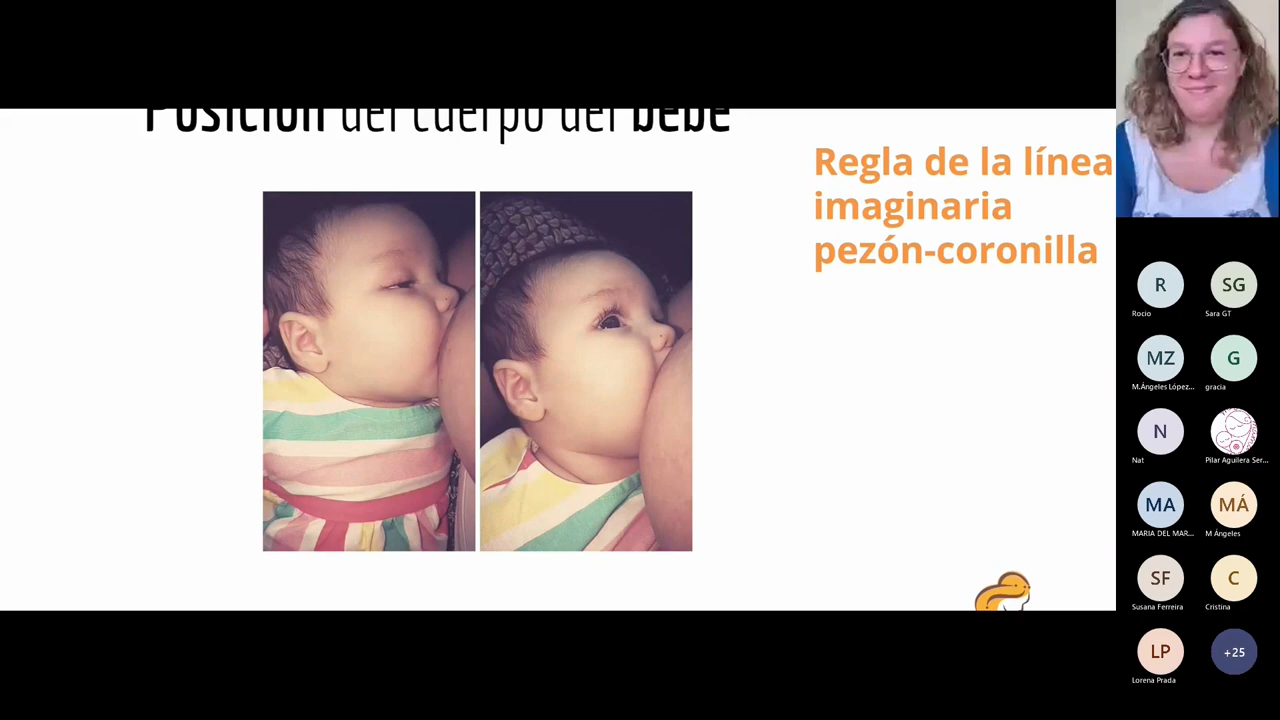 Posición del cuerpo del bebé
Regla de la línea
imaginaria
pezón-coronilla
R
SG
Rocio
Sara GT
MZ
G
M.Ángeles López...
gracia
N
Nat
Pilar Aguilera Ser...
MA
MÁ
MARIA DEL MAR...
M Ángeles
SF
C
Susana Ferreira
Cristina
LP
+25
Lorena Prada